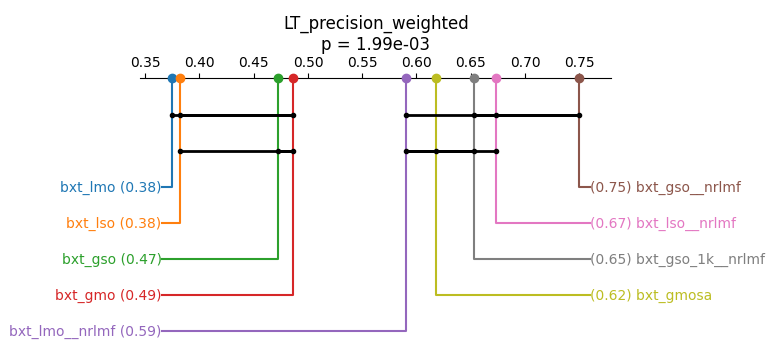 LT_precision_weighted
p = 1.99e-03
0.35 0.40 0.45 0.50 0.55 0.60 0.65 0.70 0.75
bxt_lmo (0.38) (0.75) bxt_gso__nrlmf
bxt_lso (0.38) (0.67) bxt_lso__nrlmf
bxt_gso (0.47) (0.65) bxt_gso_1k__nrlmf
bxt_gmo (0.49) (0.62) bxt_gmosa
bxt_lmo__nrlmf (0.59)